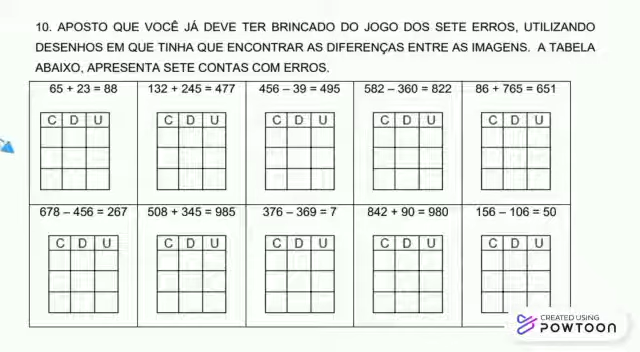 10. APOSTO QUE VOCÊ JÁ DEVE TER BRINCADO DO JOGO DOS SETE ERROS, UTILIZANDO
DESENHOS EM QUE TINHA QUE ENCONTRAR AS DIFERENÇAS ENTRE AS IMAGENS. A TABELA
ABAIXO, APRESENTA SETE CONTAS COM ERROS.
65 + 23 = 88 132 + 245 = 477 456 – 39 = 495 582 – 360 = 822 86 + 765 = 651
C D U C D U C D U C D U C D U
678 – 456 = 267 508 + 345 = 985 376 – 369 = 7 842 + 90 = 980 156 – 106 = 50
C D U C D U C D U C D U C D U
CREATED USING
POWTOON